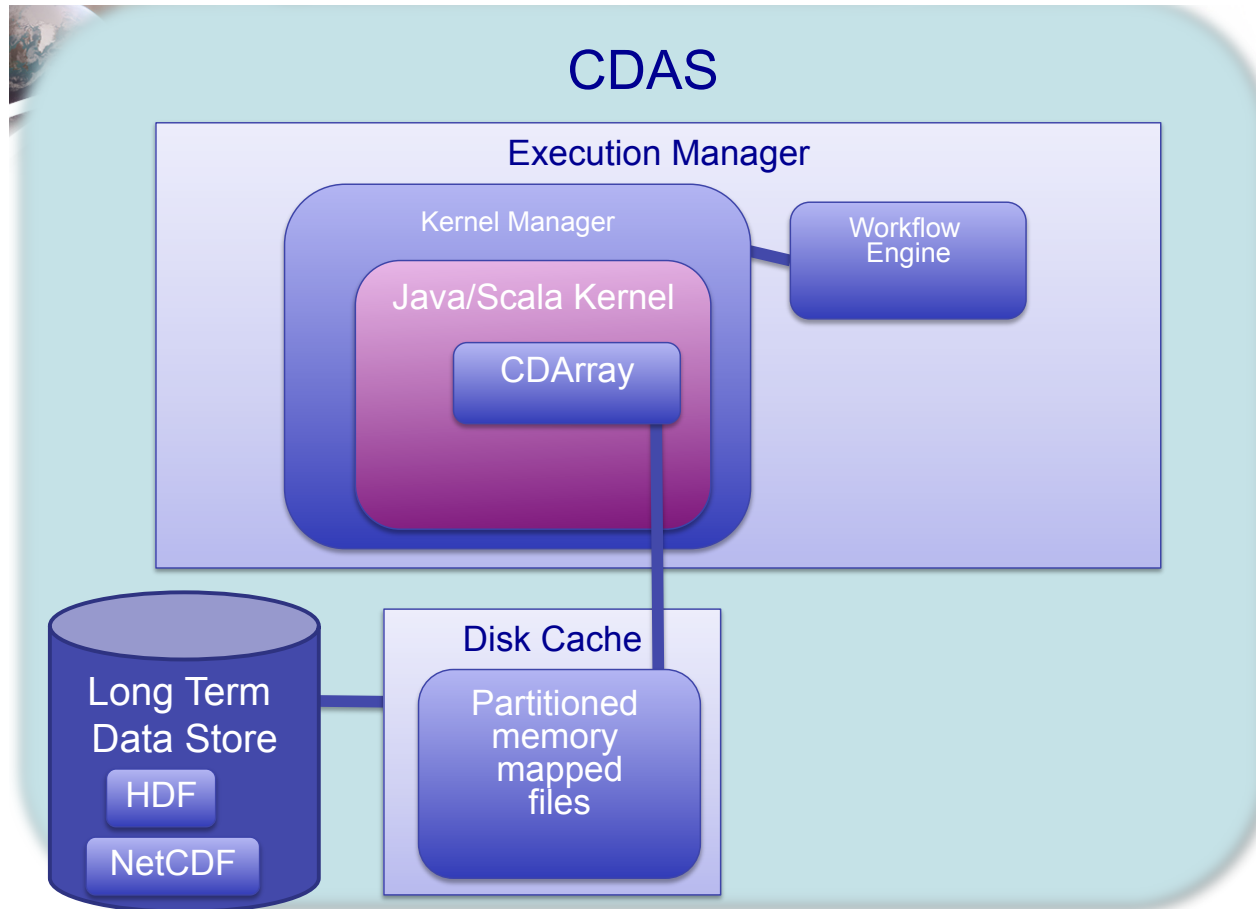 CDAS
Execution Manager
Kernel Manager
Workflow
Engine
Java/Scala Kernel
CDArray
Disk Cache
Long Term
Data Store
HDF
NetCDF
Partitioned
memory
mapped
files